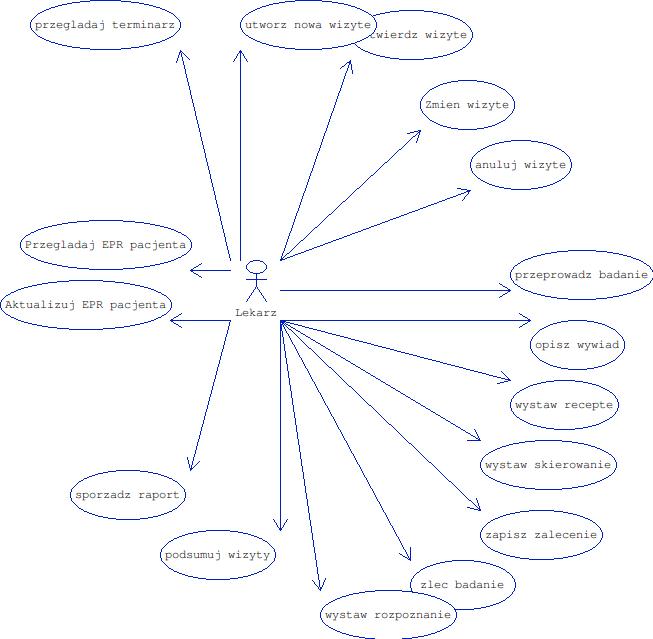 przegladaj terminarz
utworz nowa wizyte
twierdz wizyte
Zmien wizyte
anuluj wizyte
Przegladaj EPR pacjenta
przeprowadz badanie
Aktualizuj EPR pacjenta
Lekarz
opisz wywiad
wystaw recepte
wystaw skierowanie
sporzadz raport
zapisz zalecenie
podsumuj wizyty
zlec badanie
wystaw rozpoznanie